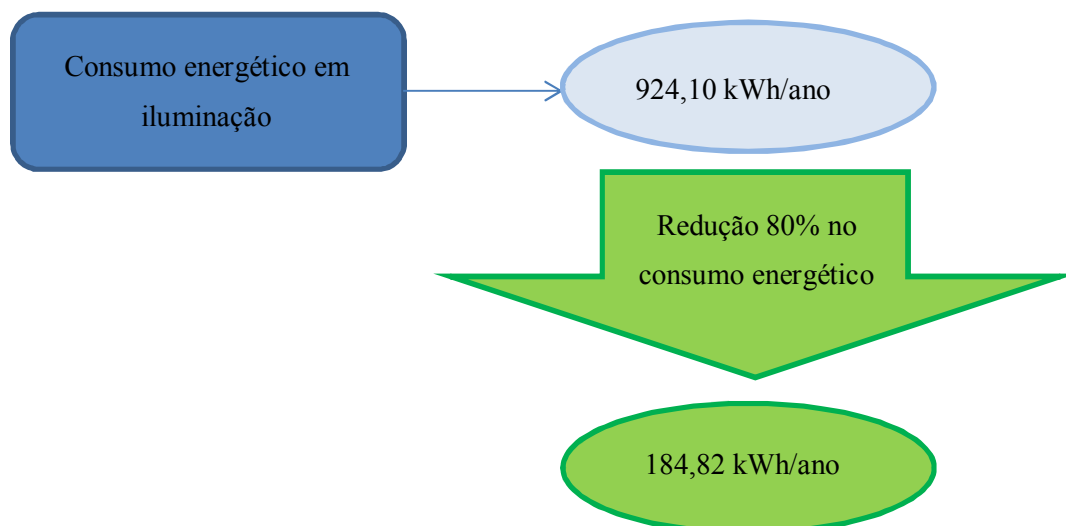 Consumo energético em
iluminação
924,10 kWh/ano
Redução 80% no
consumo energético
184,82 kWh/ano